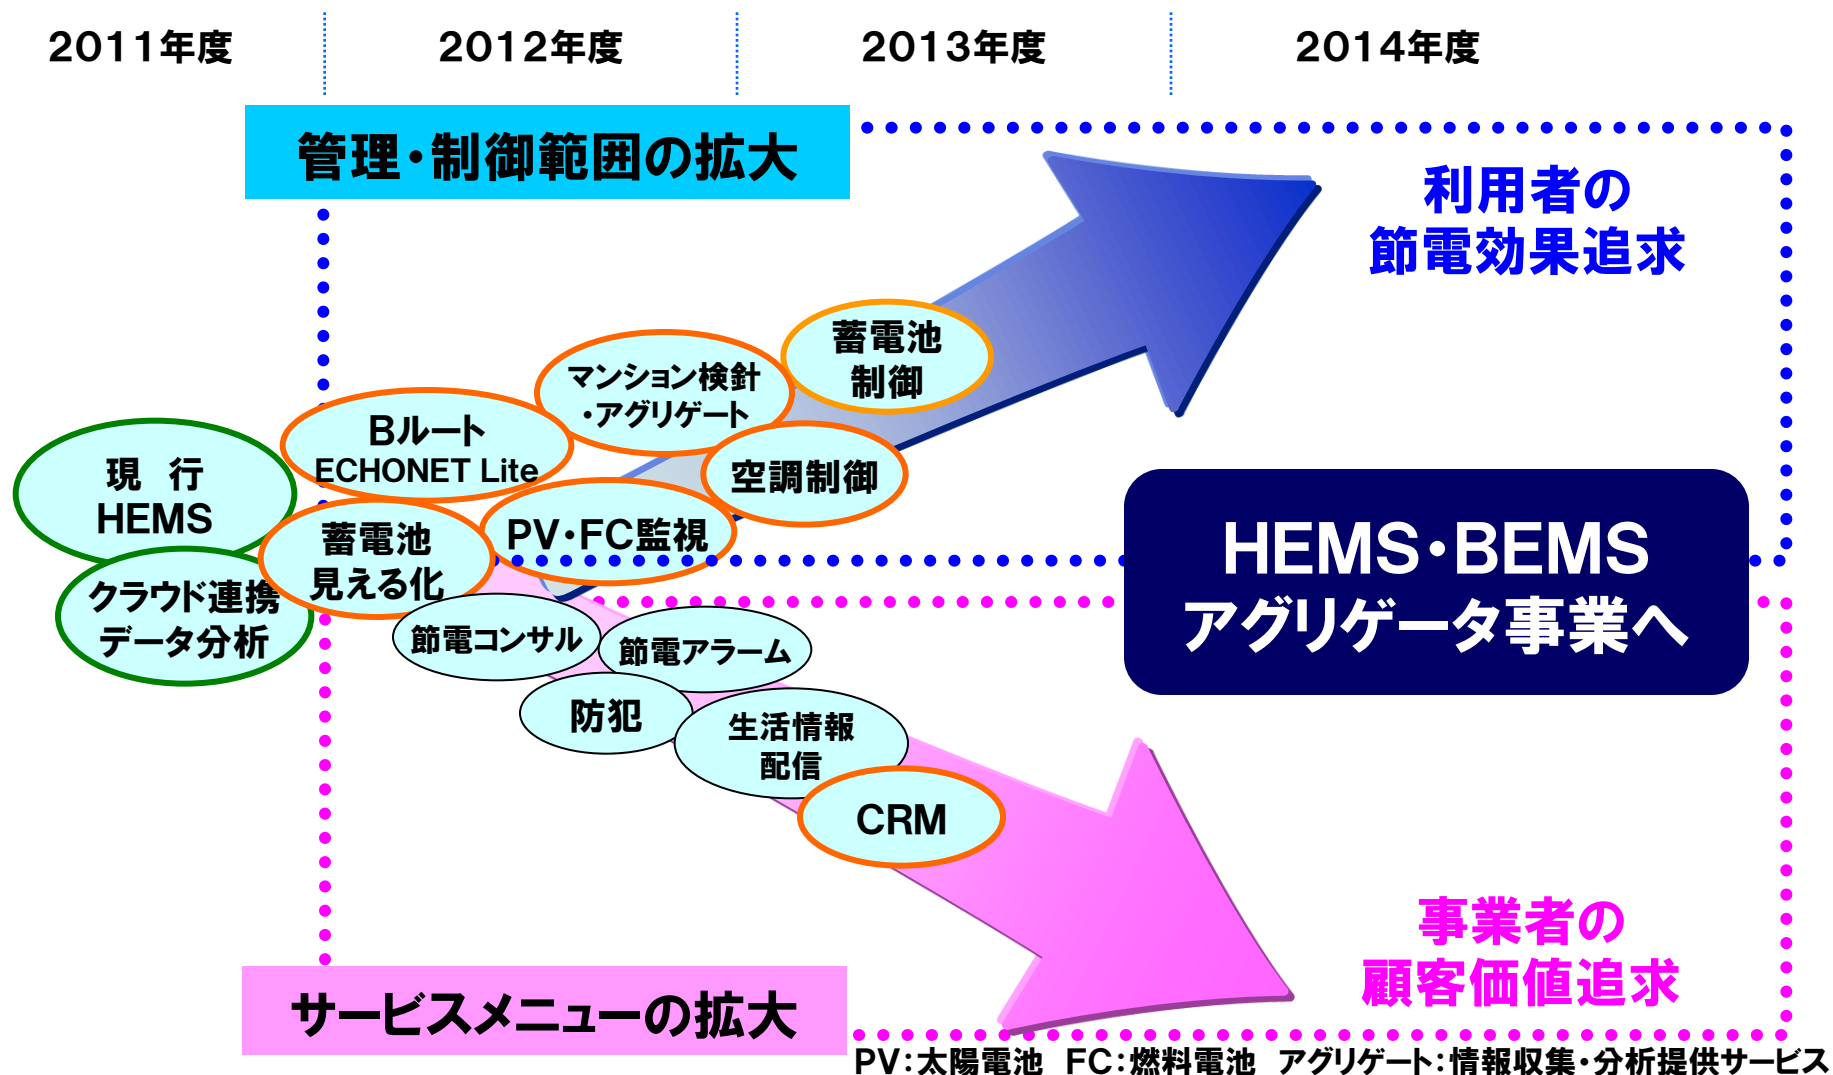 2011年度
2012年度
2013年度
2014年度
管理・制御範囲の拡大
利用者の
節電効果追求
蓄電池
制御
マンション検針
・アグリゲート
Bルート
ECHONET Lite
現 行
HEMS
空調制御
PV・FC監視
蓄電池
見える化
クラウド連携
データ分析
HEMS・BEMS
アグリゲータ事業へ
節電コンサル
節電アラーム
防犯
生活情報
配信
CRM
事業者の
顧客価値追求
サービスメニューの拡大
PV：太陽電池 FC：燃料電池 アグリゲート：情報収集・分析提供サービス